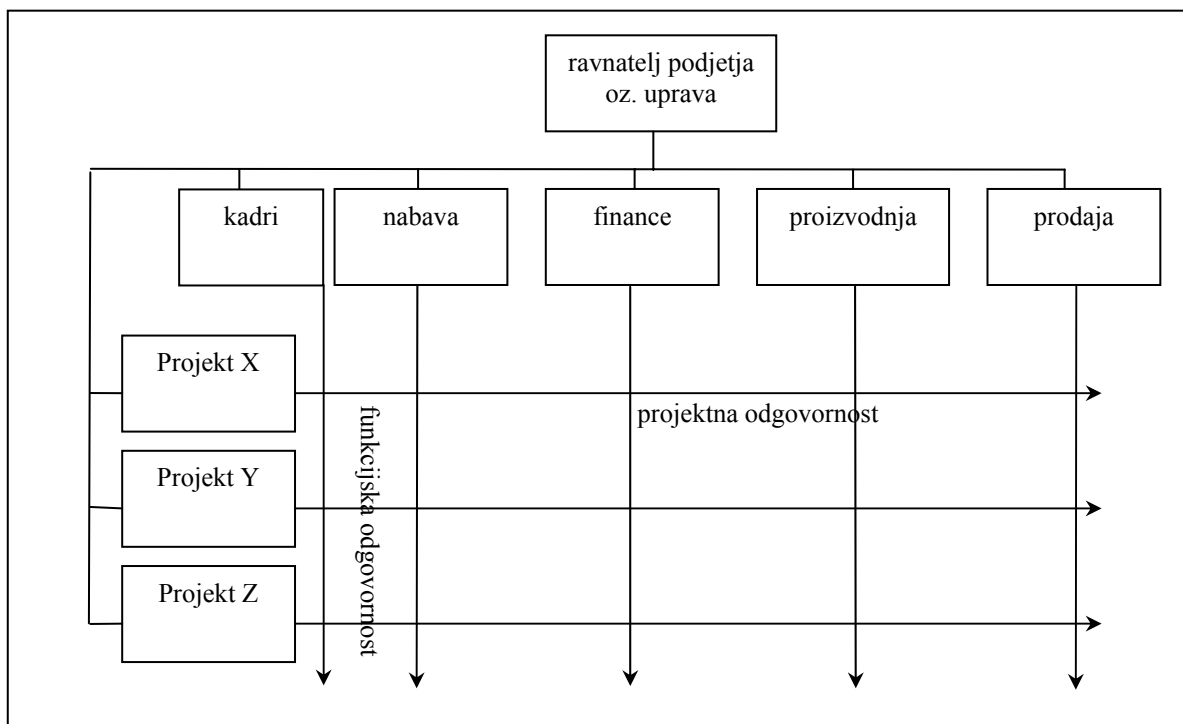 ravnatelj podjetja
oz. uprava
kadri
nabava
finance
proizvodnja
prodaja
Projekt X
projektna odgovornost
funkcijska odgovornost
Projekt Y
Projekt Z